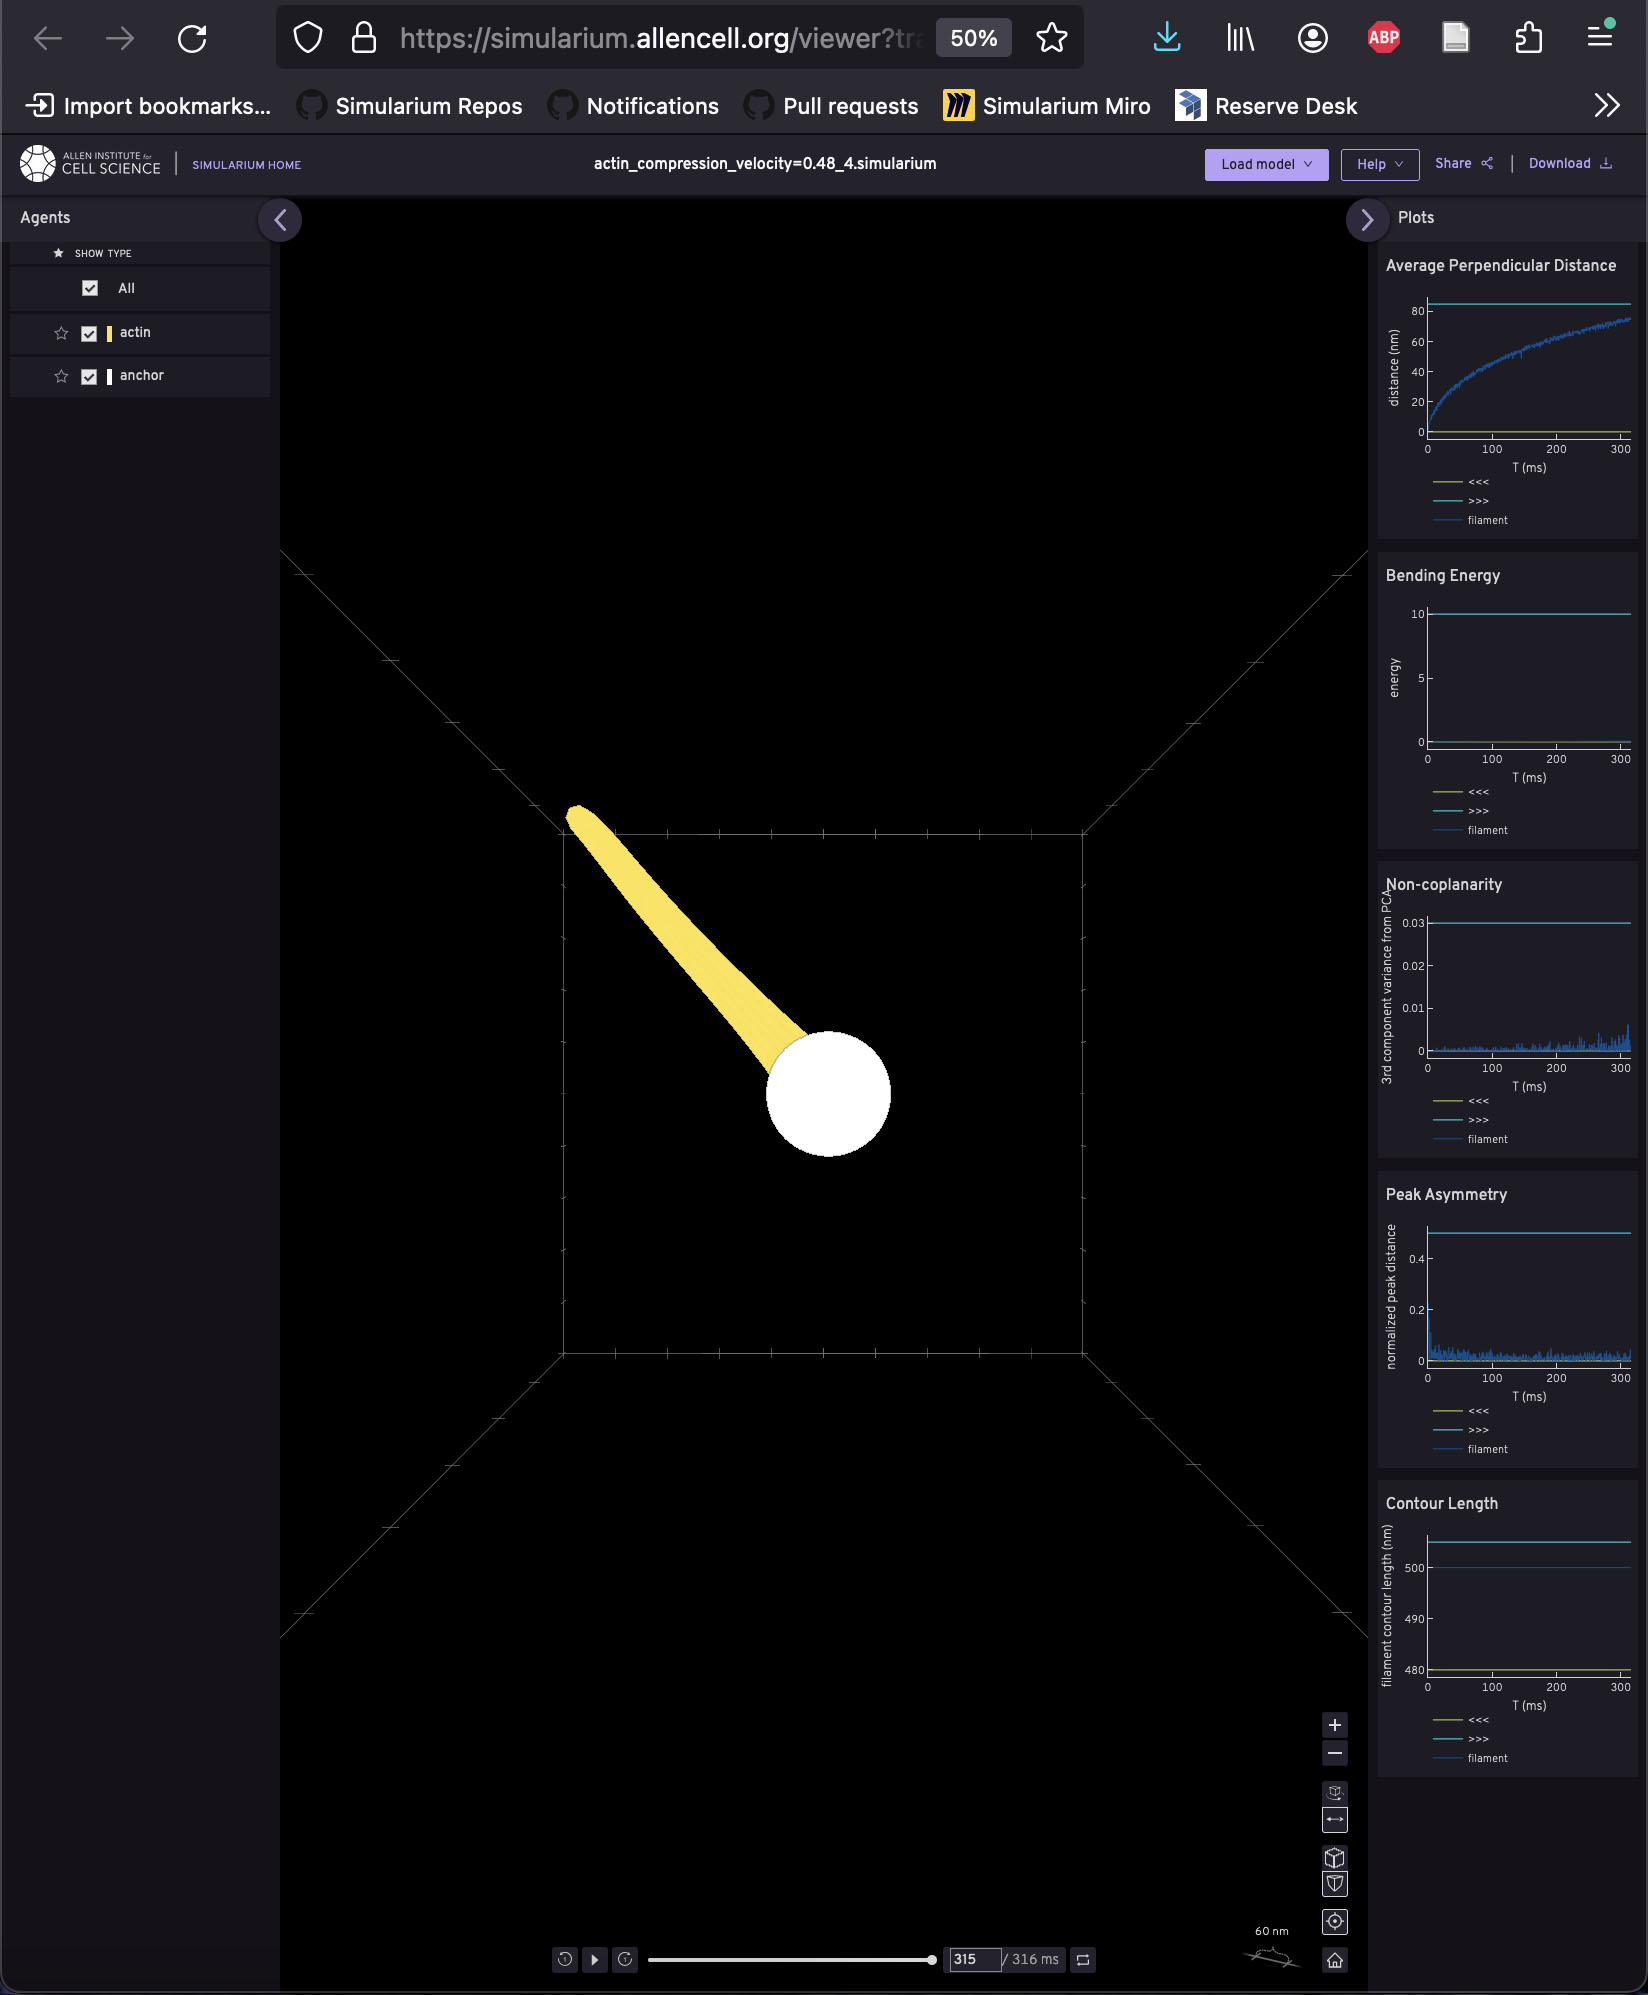 https://simularium.allencell.org/viewer?tra
50%
ABP
Import bookmarks...
Simularium Repos
Notifications
Pull requests
Simularium Miro
Reserve Desk
ALLEN INSTITUTE for
CELL SCIENCE
SIMULARIUM HOME
actin_compression_velocity=0.48_4.simularium
Load model
Help
Share
Download
Agents
SHOW TYPE
All
actin
anchor
60 nm
315 / 316 ms
Plots
Average Perpendicular Distance
distance (nm)
80
60
40
20
0
0 100 200 300
T (ms)
<<<
>>>
filament
Bending Energy
energy
10
5
0
0 100 200 300
T (ms)
<<<
>>>
filament
Non-coplanarity
3rd component variance from PCA
0.03
0.02
0.01
0
0 100 200 300
T (ms)
<<<
>>>
filament
Peak Asymmetry
normalized peak distance
0.4
0.2
0
0 100 200 300
T (ms)
<<<
>>>
filament
Contour Length
filament contour length (nm)
500
490
480
0 100 200 300
T (ms)
<<<
>>>
filament